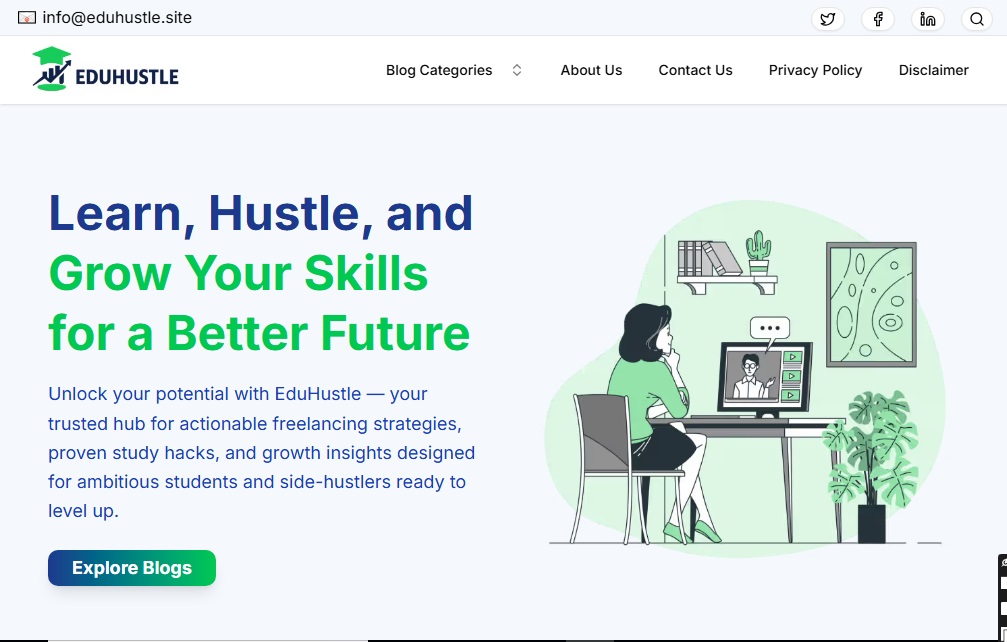 info@eduhustle.site
EDUHUSTLE
Blog Categories
About Us
Contact Us
Privacy Policy
Disclaimer
Learn, Hustle, and
Grow Your Skills
for a Better Future
Unlock your potential with EduHustle — your
trusted hub for actionable freelancing strategies,
proven study hacks, and growth insights designed
for ambitious students and side-hustlers ready to
level up.
Explore Blogs